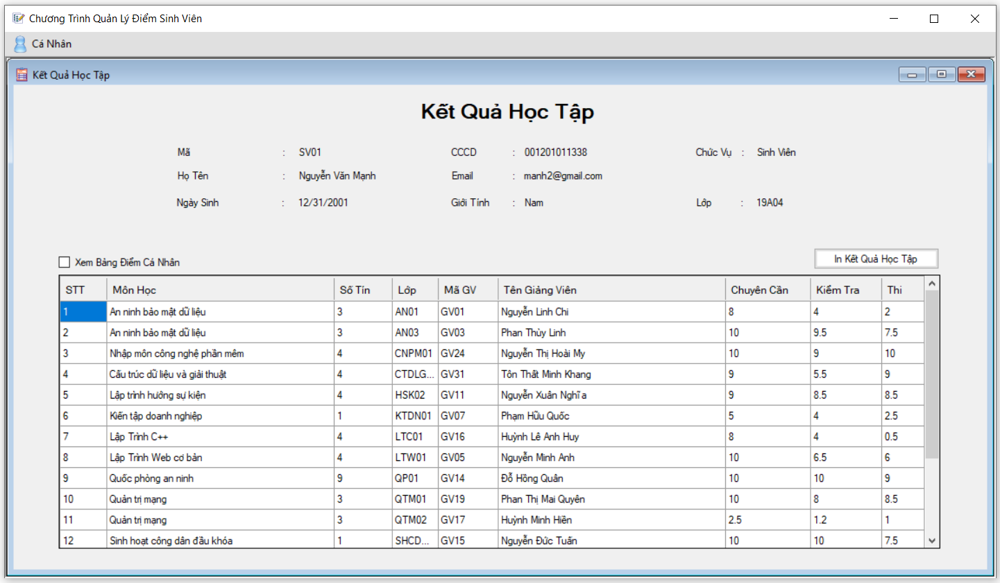 Chương Trình Quản Lý Điểm Sinh Viên
Cá Nhân
Kết Quả Học Tập
Kết Quả Học Tập
Mã : SV01 CCCD : 001201011338 Chức Vụ : Sinh Viên
Họ Tên : Nguyễn Văn Mạnh Email : manh2@gmail.com
Ngày Sinh : 12/31/2001 Giới Tính : Nam Lớp : 19A04
Xem Bảng Điểm Cá Nhân In Kết Quả Học Tập
STT Môn Học Số Tín Lớp Mã GV Tên Giảng Viên Chuyên Cần Kiểm Tra Thi
1 An ninh bảo mật dữ liệu 3 AN01 GV01 Nguyễn Linh Chi 8 4 2
2 An ninh bảo mật dữ liệu 3 AN03 GV03 Phan Thùy Linh 10 9.5 7.5
3 Nhập môn công nghệ phần mêm 4 CNPM01 GV24 Nguyễn Thị Hoài My 10 9 10
4 Cấu trúc dữ liệu và giải thuật 4 CTDLG... GV31 Tôn Thất Minh Khang 9 5.5 9
5 Lập trình hướng sự kiện 4 HSK02 GV11 Nguyễn Xuân Nghĩa 9 8.5 8.5
6 Kiến tập doanh nghiệp 1 KTDN01 GV07 Phạm Hữu Quốc 5 4 2.5
7 Lập Trình C++ 4 LTC01 GV16 Huỳnh Lê Anh Huy 8 4 0.5
8 Lập Trình Web cơ bản 4 LTW01 GV05 Nguyễn Minh Anh 10 6.5 6
9 Quốc phòng an ninh 9 QP01 GV14 Đỗ Hồng Quân 10 10 9
10 Quản trị mạng 3 QTM01 GV19 Phan Thị Mai Quyên 10 8 8.5
11 Quản trị mạng 3 QTM02 GV17 Huỳnh Minh Hiền 2.5 1.2 1
12 Sinh hoạt công dân đầu khóa 1 SHCD... GV15 Nguyễn Đức Tuấn 10 10 7.5